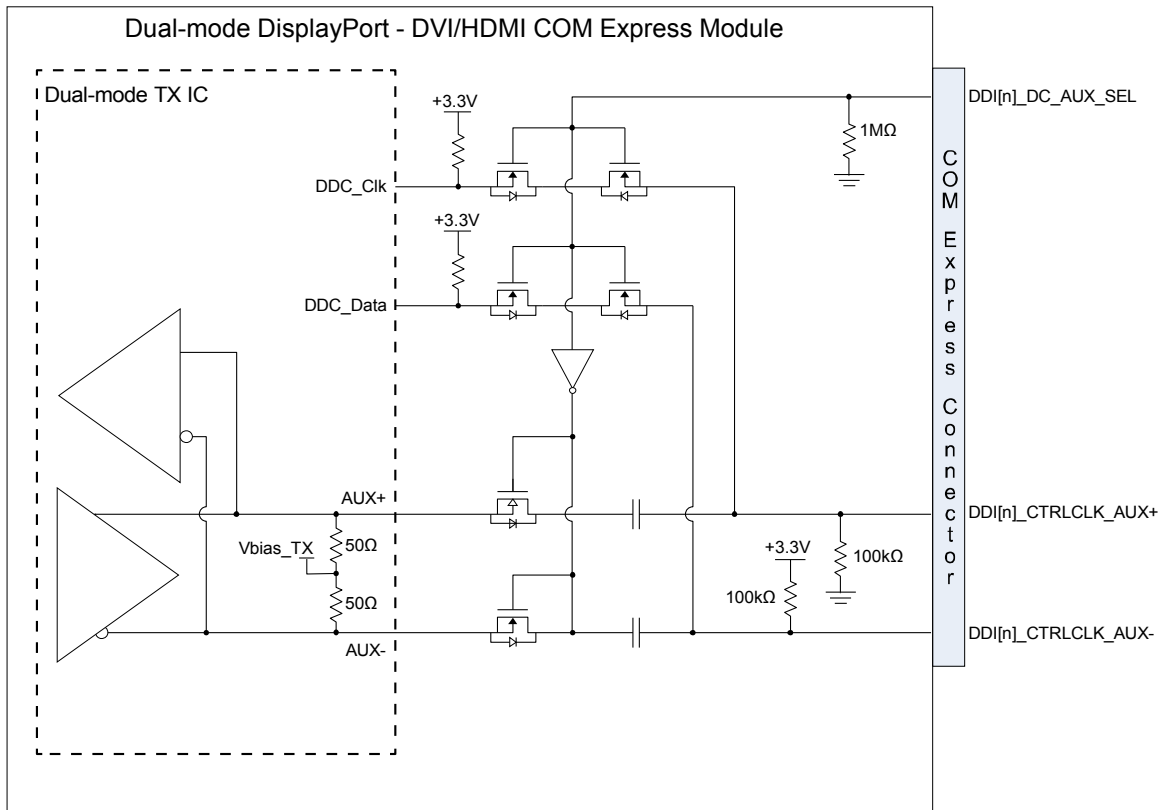 Dual-mode DisplayPort - DVI/HDMI COM Express Module
Dual-mode TX IC
+3.3V
DDI[n]_DC_AUX_SEL
1MΩ
DDC_Clk
+3.3V
DDC_Data
COM Express Connector
AUX+
DDI[n]_CTRLCLK_AUX+
Vbias_TX
50Ω
+3.3V
100kΩ
50Ω
100kΩ
AUX-
DDI[n]_CTRLCLK_AUX-